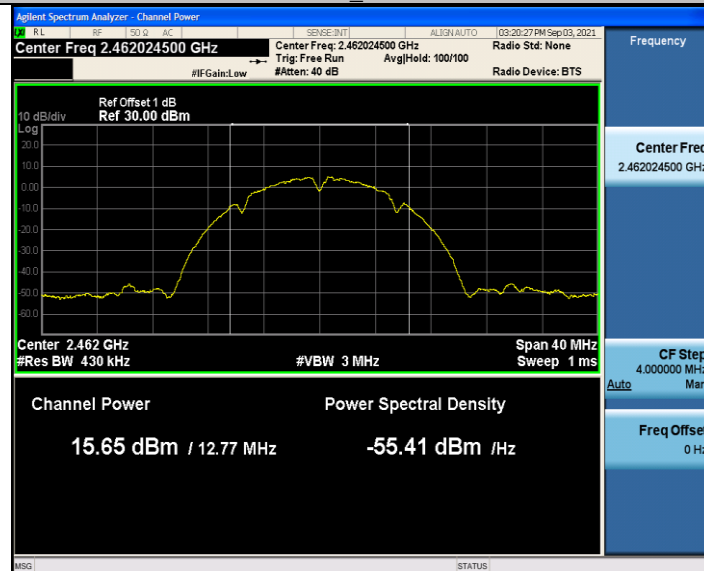 Agilent Spectrum Analyzer - Channel Power
RL RF 50 Ω AC SENSE:INT ALIGN AUTO 03:20:27 PM Sep 03, 2021
Center Freq 2.462024500 GHz
Center Freq: 2.462024500 GHz
Radio Std: None
Trig: Free Run Avg|Hold: 100/100
#IFGain:Low
#Atten: 40 dB
Radio Device: BTS
Frequency
Ref Offset 1 dB
10 dB/div Ref 30.00 dBm
Log
20.0
10.0
0.00
-10.0
-20.0
-30.0
-40.0
-50.0
-60.0
Center Freq
2.462024500 GHz
Center 2.462 GHz
Span 40 MHz
#Res BW 430 kHz
#VBW 3 MHz
Sweep 1 ms
CF Step
4.000000 MHz
Auto Man
Channel Power
Power Spectral Density
15.65 dBm / 12.77 MHz
-55.41 dBm /Hz
Freq Offset
0 Hz
MSG
STATUS